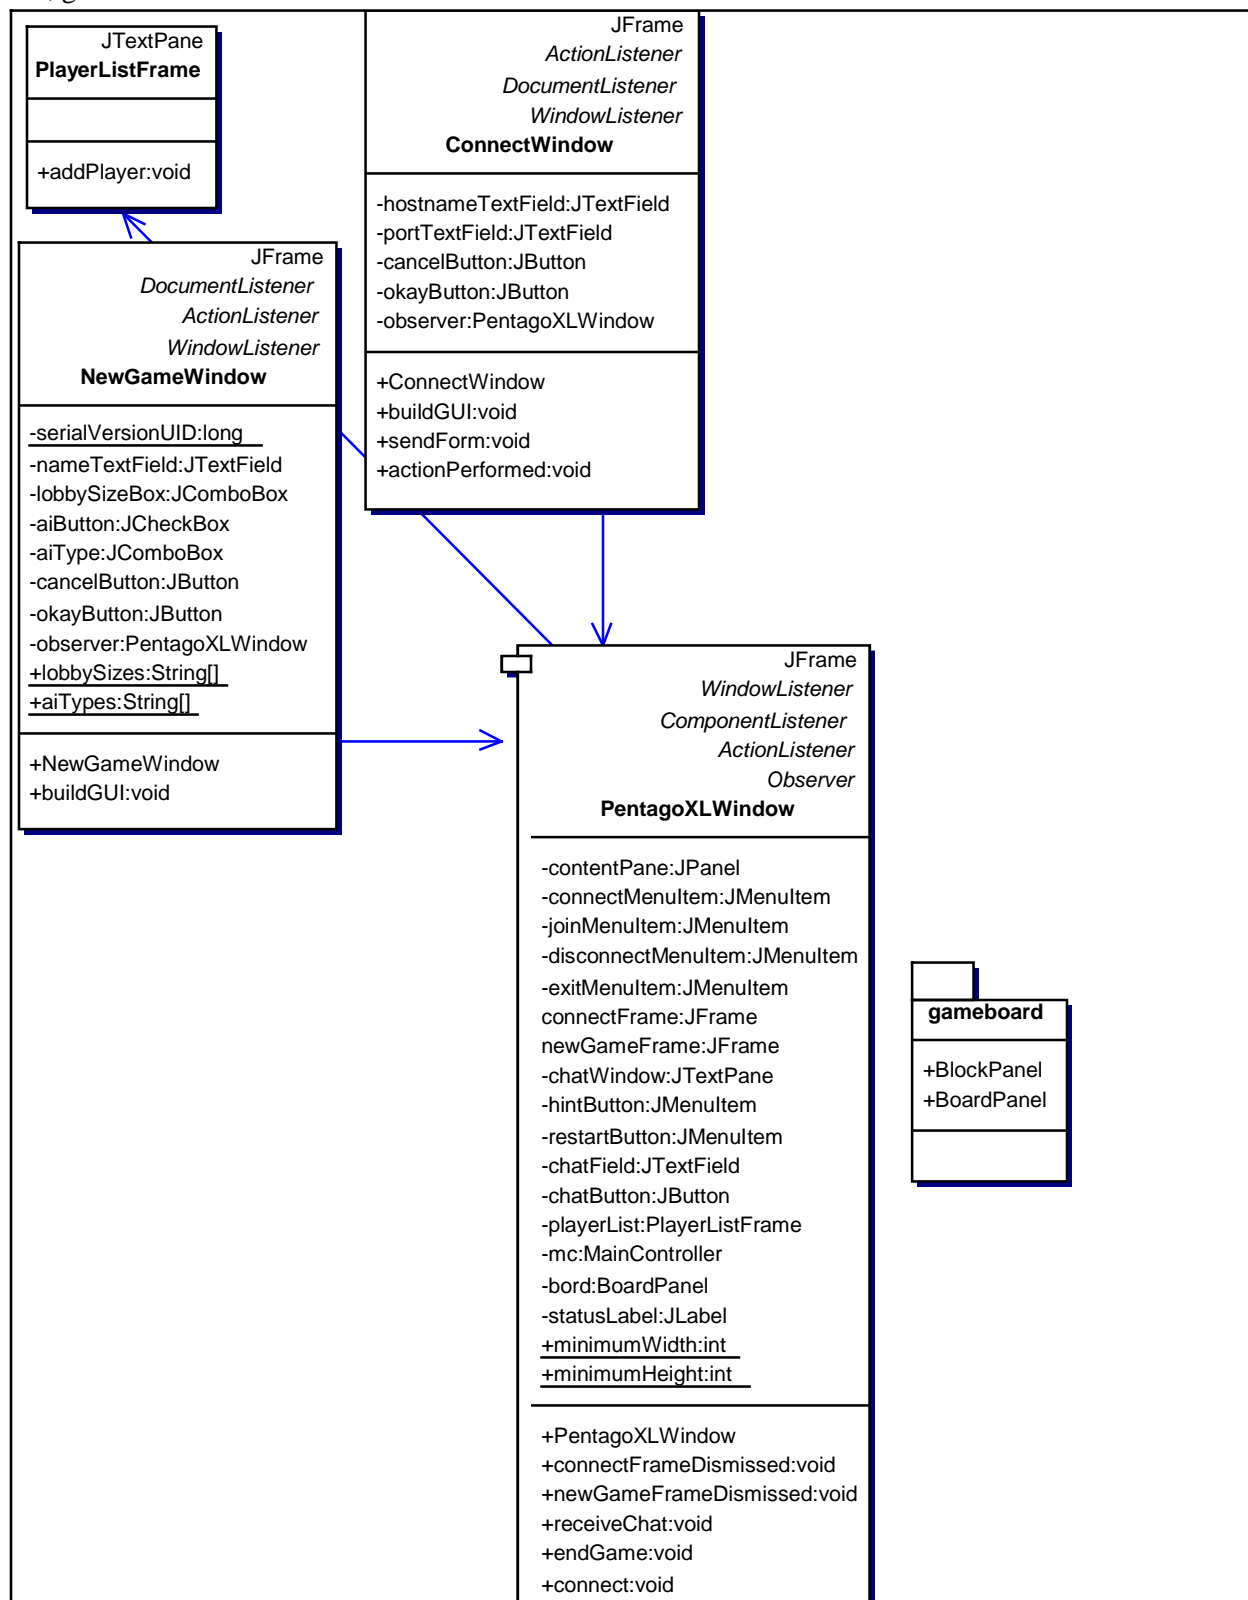 JTextPane
PlayerListFrame
+addPlayer:void
JFrame
ActionListener
DocumentListener
WindowListener
ConnectWindow
-hostnameTextField:JTextField
-portTextField:JTextField
-cancelButton:JButton
-okayButton:JButton
-observer:PentagoXLWindow
+ConnectWindow
+buildGUI:void
+sendForm:void
+actionPerformed:void
JFrame
DocumentListener
ActionListener
WindowListener
NewGameWindow
-serialVersionUID:long
-nameTextField:JTextField
-lobbySizeBox:JComboBox
-aiButton:JCheckBox
-aiType:JComboBox
-cancelButton:JButton
-okayButton:JButton
-observer:PentagoXLWindow
+lobbySizes:String[]
+aiTypes:String[]
+NewGameWindow
+buildGUI:void
JFrame
WindowListener
ComponentListener
ActionListener
Observer
PentagoXLWindow
-contentPane:JPanel
-connectMenuItem:JMenuItem
-joinMenuItem:JMenuItem
-disconnectMenuItem:JMenuItem
-exitMenuItem:JMenuItem
connectFrame:JFrame
newGameFrame:JFrame
-chatWindow:JTextPane
-hintButton:JMenuItem
-restartButton:JMenuItem
-chatField:JTextField
-chatButton:JButton
-playerList:PlayerListFrame
-mc:MainController
-bord:BoardPanel
-statusLabel:JLabel
+minimumWidth:int
+minimumHeight:int
+PentagoXLWindow
+connectFrameDismissed:void
+newGameFrameDismissed:void
+receiveChat:void
+endGame:void
+connect:void
gameboard
+BlockPanel
+BoardPanel